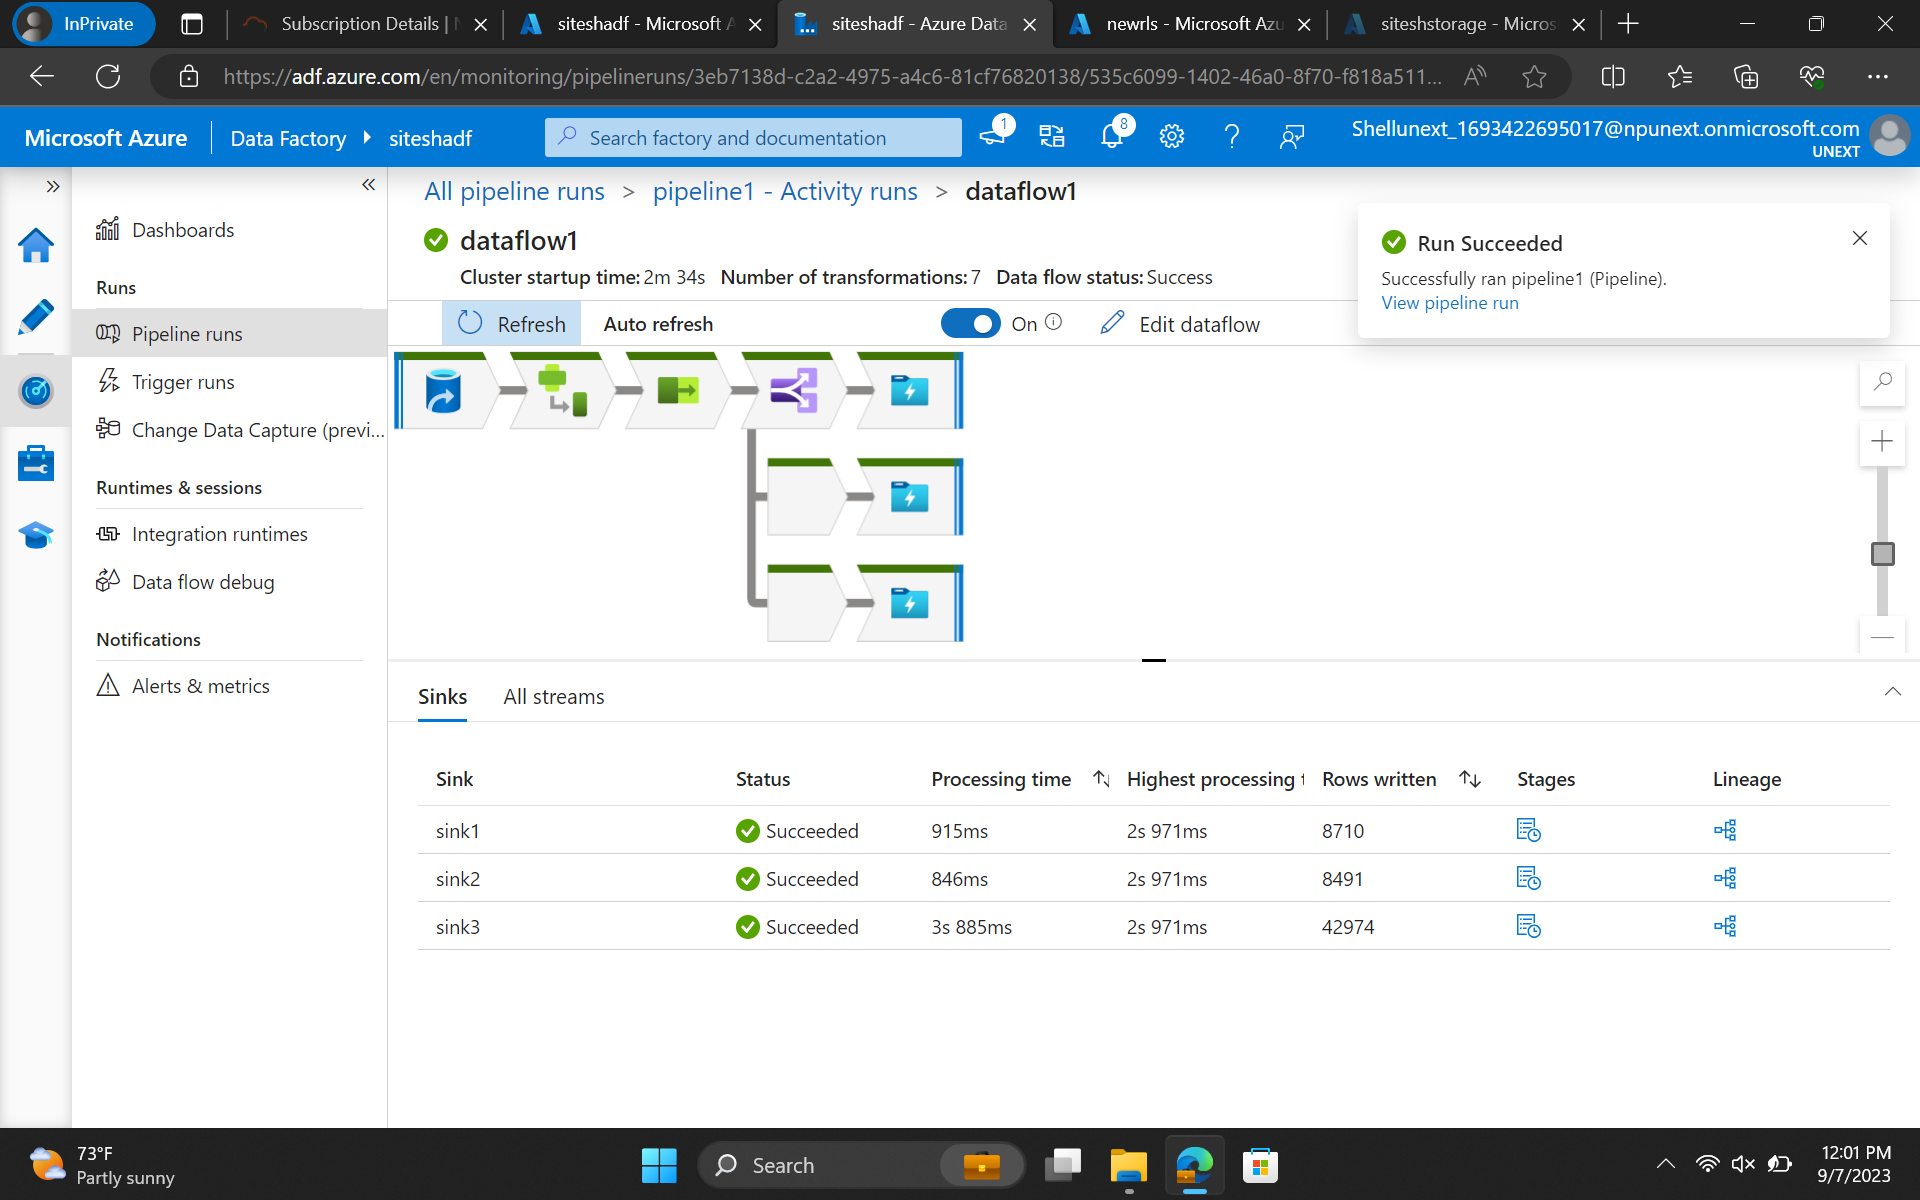 InPrivate
Subscription Details |
siteshadf - Microsoft A
siteshadf - Azure Data
newrls - Microsoft Azu
siteshstorage - Micros
https://adf.azure.com/en/monitoring/pipelineruns/3eb7138d-c2a2-4975-a4c6-81cf76820138/535c6099-1402-46a0-8f70-f818a511...
Microsoft Azure
Data Factory
siteshadf
Search factory and documentation
1
8
Shellunext_1693422695017@npunext.onmicrosoft.com
UNEXT
Dashboards
Runs
Pipeline runs
Trigger runs
Change Data Capture (previ...
Runtimes & sessions
Integration runtimes
Data flow debug
Notifications
Alerts & metrics
All pipeline runs > pipeline1 - Activity runs > dataflow1
dataflow1
Cluster startup time: 2m 34s Number of transformations: 7 Data flow status: Success
Refresh Auto refresh On Edit dataflow
Run Succeeded
Successfully ran pipeline1 (Pipeline).
View pipeline run
Sinks All streams
Sink Status Processing time Highest processing t Rows written Stages Lineage
sink1 Succeeded 915ms 2s 971ms 8710
sink2 Succeeded 846ms 2s 971ms 8491
sink3 Succeeded 3s 885ms 2s 971ms 42974
73°F
Partly sunny
Search
12:01 PM
9/7/2023